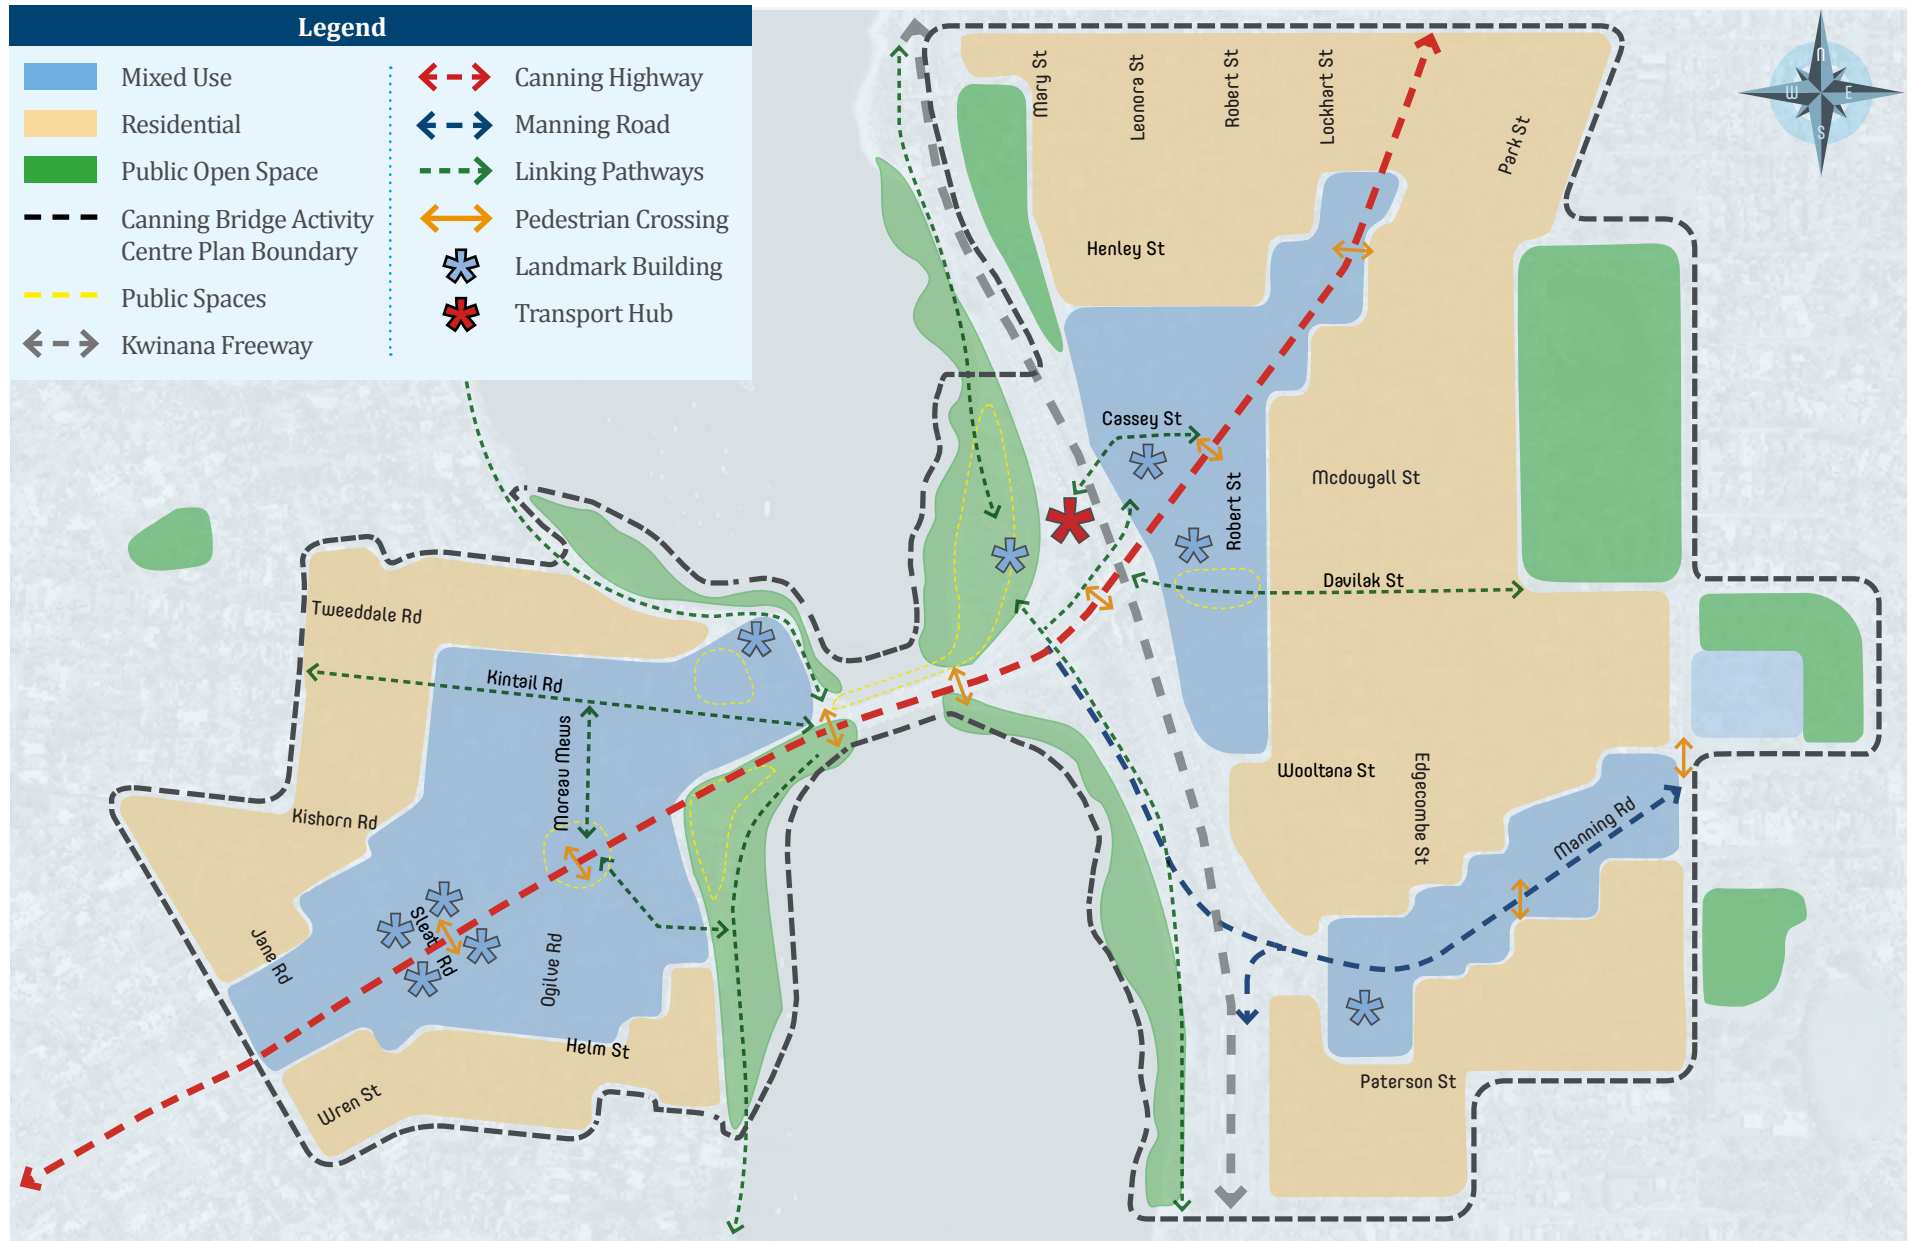 Legend
Mixed Use
Residential
Public Open Space
Canning Bridge Activity
Centre Plan Boundary
Public Spaces
Kwinana Freeway
Canning Highway
Manning Road
Linking Pathways
Pedestrian Crossing
Landmark Building
Transport Hub
N
W
E
S
Mary St
Leonora St
Robert St
Lockhart St
Park St
Henley St
Cassey St
Robert St
Mcdougall St
Davilak St
Wooltana St
Edgecombe St
Manning Rd
Paterson St
Tweeddale Rd
Kintail Rd
Moreau Mews
Kishorn Rd
Sleat Rd
Jane Rd
Ogilve Rd
Helm St
Wren St